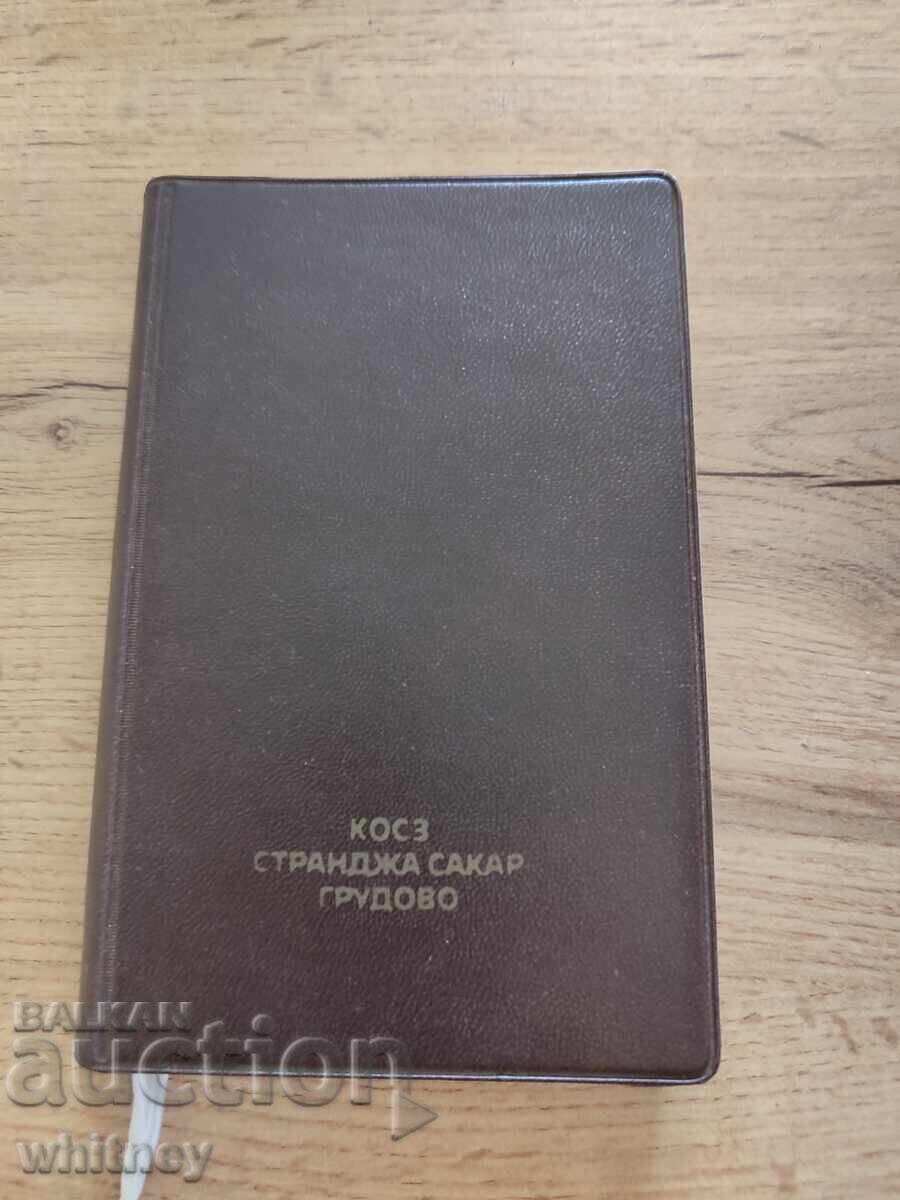 КОСЗ
СТРАНДЖА САКАР
ГРУДОВО
BALKAN
auction
whitney